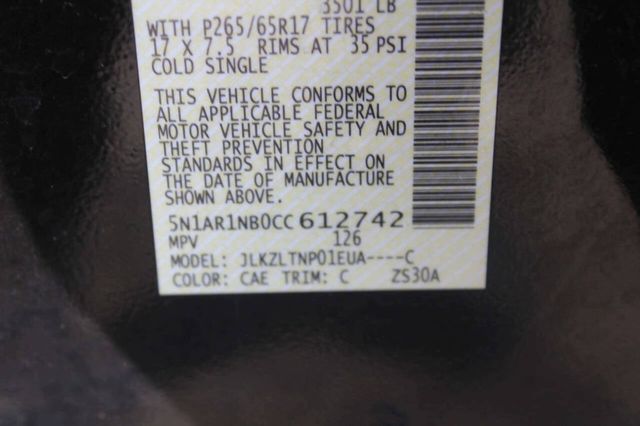 3501 LB
WITH P265/65R17 TIRES
17 X 7.5 RIMS AT 35 PSI
COLD SINGLE
THIS VEHICLE CONFORMS TO
ALL APPLICABLE FEDERAL
MOTOR VEHICLE SAFETY AND
THEFT PREVENTION
STANDARDS IN EFFECT ON
THE DATE OF MANUFACTURE
SHOWN ABOVE.
5N1AR1NB0CC612742
MPV 126
MODEL: JLKZLTNP01EUA----C
COLOR: CAE TRIM: C ZS30A